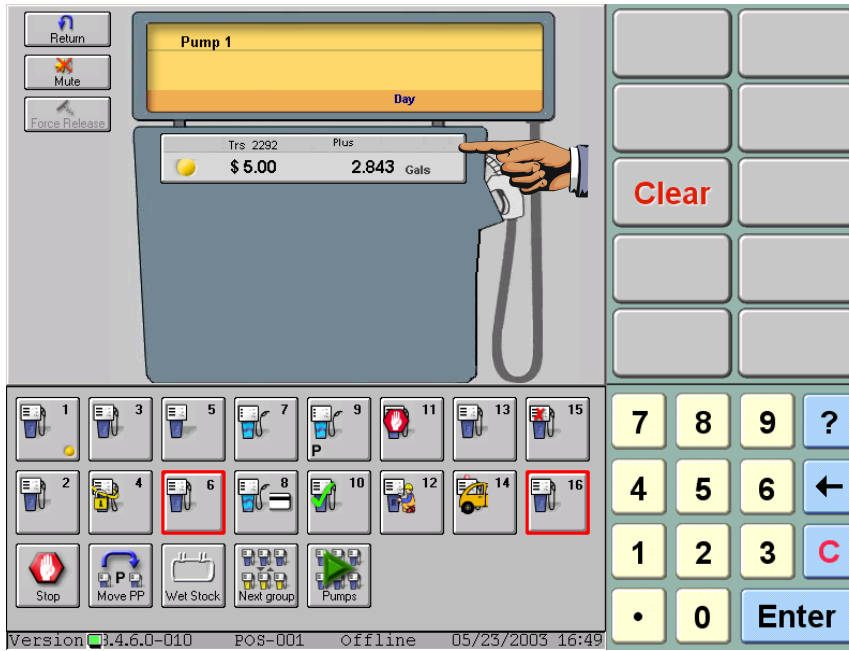 Return
Mute
Force Release
Pump 1
Day
Trs 2292 Plus
$ 5.00 2.843 Gals
Clear
1 3 5 7 9 11 13 15
P
2 4 6 8 10 12 14 16
Stop
P
Move PP
Wet Stock
Next group
Pumps
7 8 9 ?
4 5 6 ←
1 2 3 C
• 0 Enter
Version 3.4.6.0-010 POS-001 Offline 05/23/2003 16:49